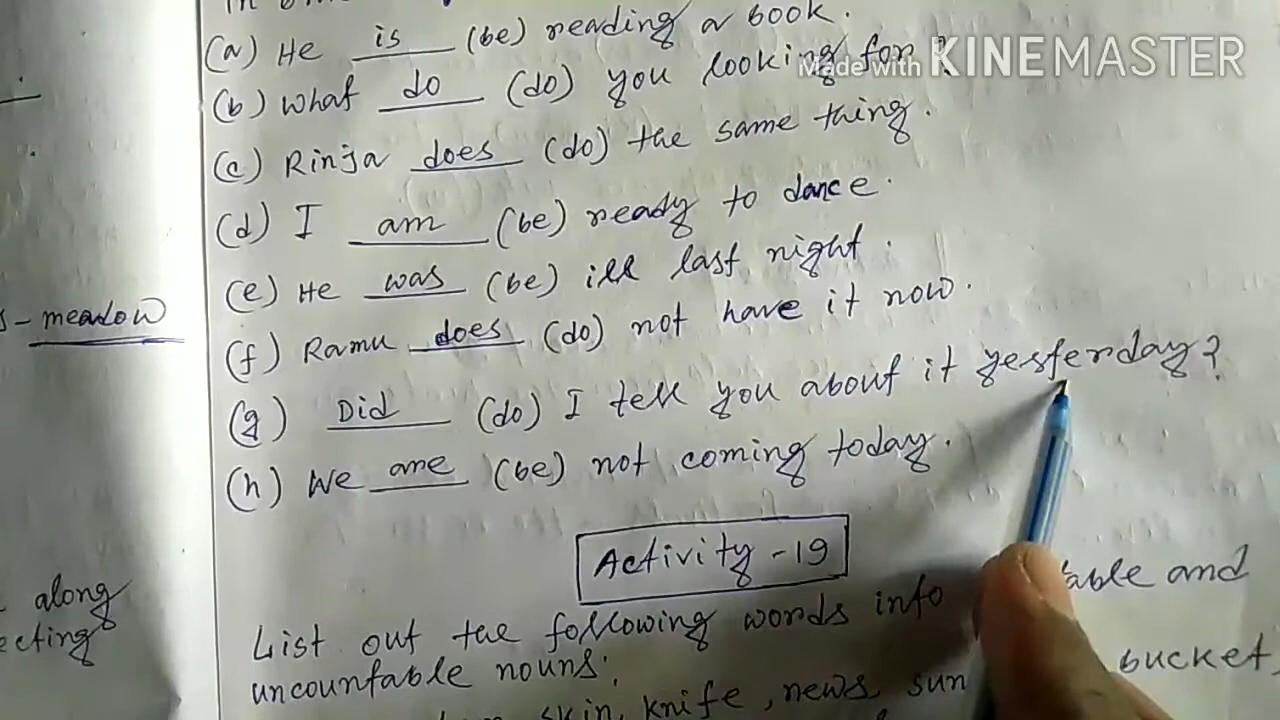 in
(a) He is (be) reading a book.
(b) What do (do) you looking for?
Made with KINEMASTER
(c) Rinja does (do) the same thing.
(d) I am (be) ready to dance.
(e) He was (be) ill last night.
(f) Ramu does (do) not have it now.
(g) Did (do) I tell you about it yesterday?
(h) We are (be) not coming today.
- meadow
Activity - 19
along
ecting
List out the following words into able and
uncountable nouns:
skin, knife, news, sun bucket,